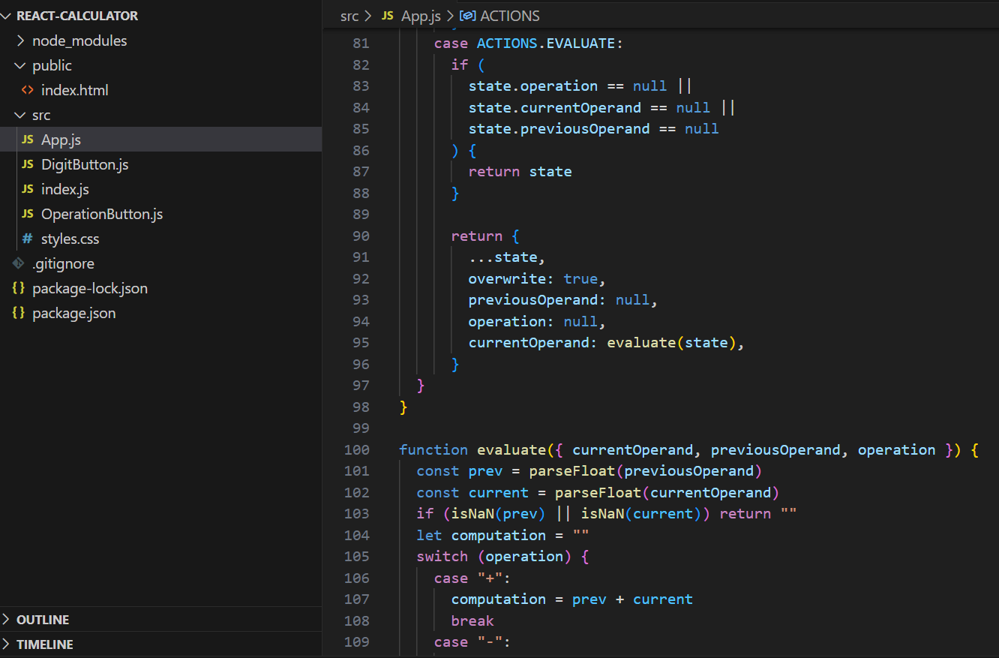 REACT-CALCULATOR
node_modules
public
<> index.html
src
JS App.js
JS DigitButton.js
JS index.js
JS OperationButton.js
# styles.css
.gitignore
{} package-lock.json
{} package.json
OUTLINE
TIMELINE
src > JS App.js > ACTIONS
81 case ACTIONS.EVALUATE:
82 if (
83 state.operation == null ||
84 state.currentOperand == null ||
85 state.previousOperand == null
86 ) {
87 return state
88 }
89
90 return {
91 ...state,
92 overwrite: true,
93 previousOperand: null,
94 operation: null,
95 currentOperand: evaluate(state),
96 }
97 }
98 }
99
100 function evaluate({ currentOperand, previousOperand, operation }) {
101 const prev = parseFloat(previousOperand)
102 const current = parseFloat(currentOperand)
103 if (isNaN(prev) || isNaN(current)) return ""
104 let computation = ""
105 switch (operation) {
106 case "+":
107 computation = prev + current
108 break
109 case "-":